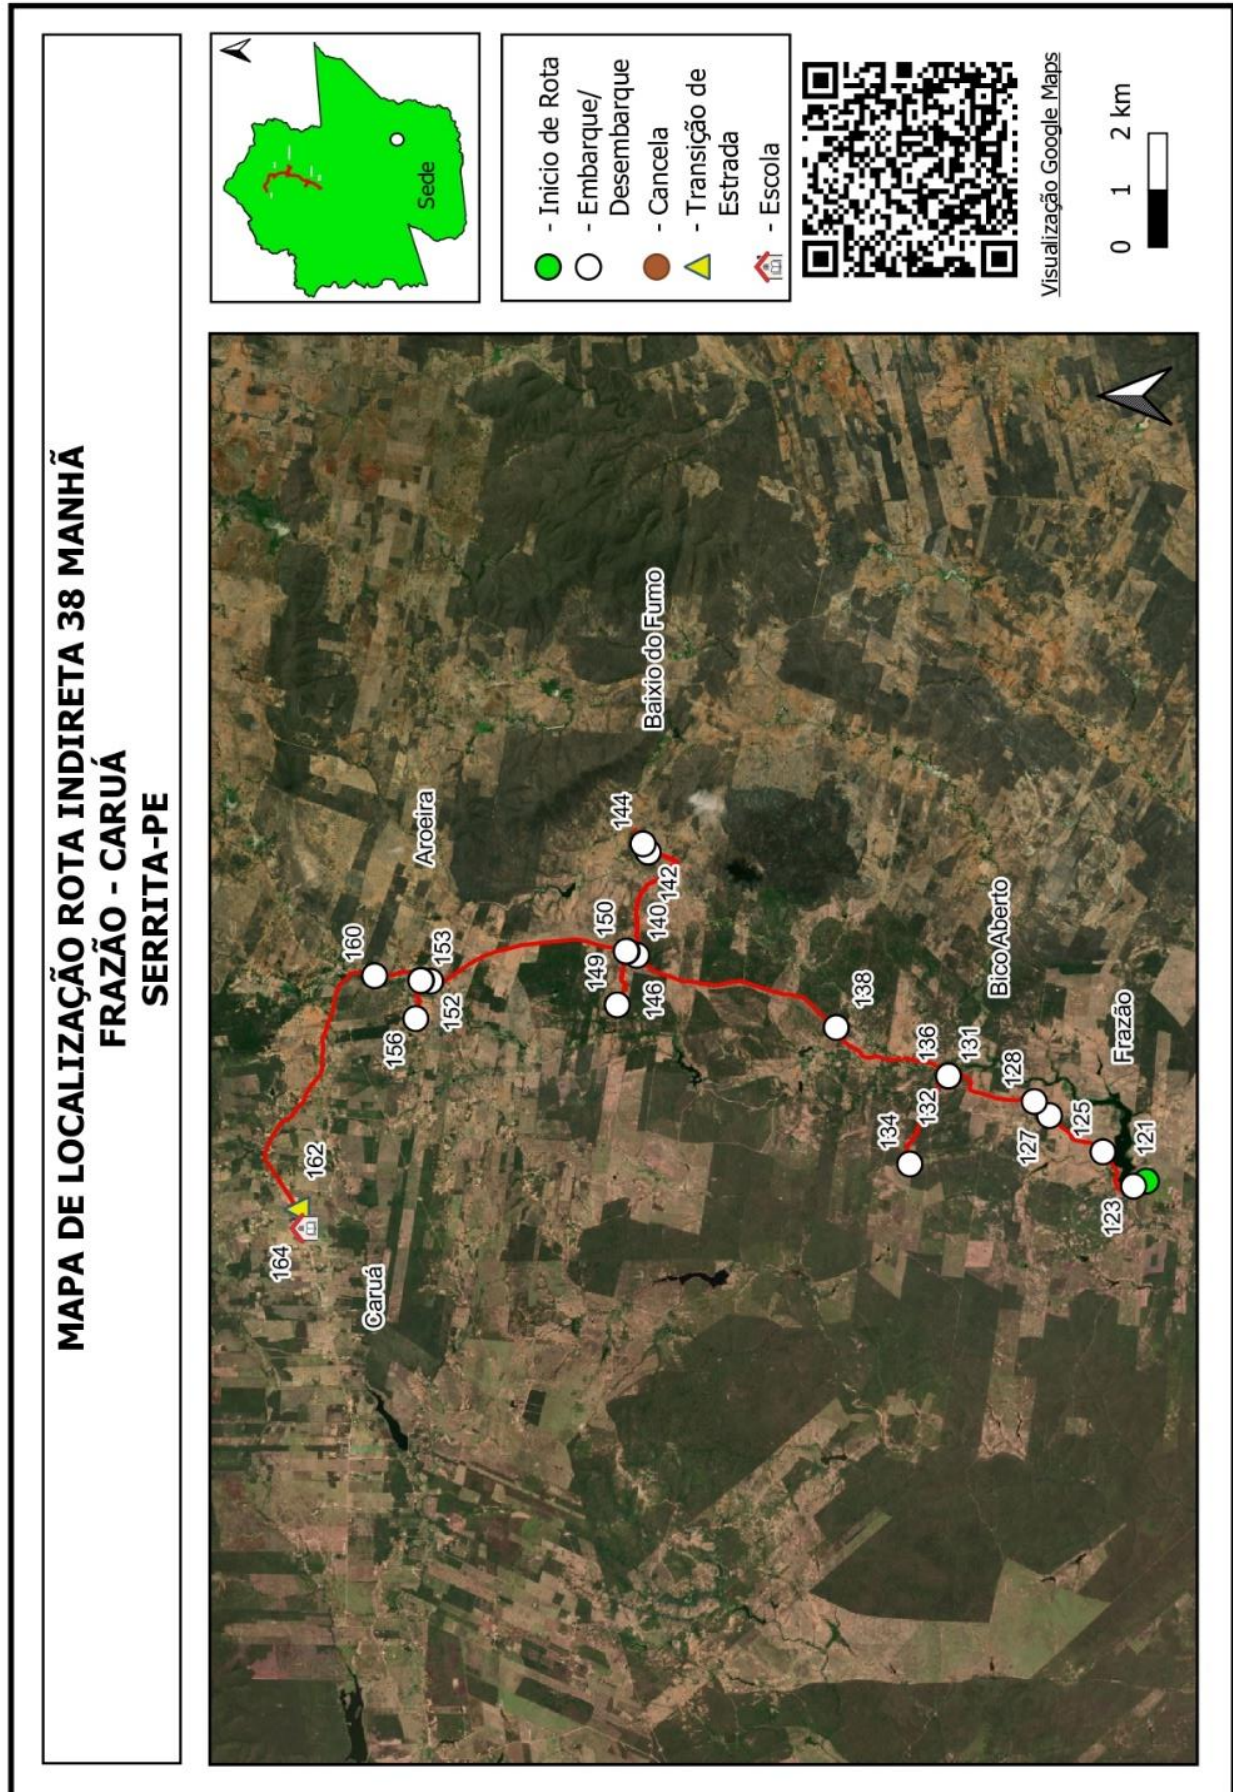 MAPA DE LOCALIZAÇÃO ROTA INDIRETA 38 MANHÃ
FRAZÃO - CARUÁ
SERRITA-PE
Sede
- Inicio de Rota
- Embarque/
Desembarque
- Cancela
- Transição de
Estrada
- Escola
Visualização Google Maps
0 1 2 km
164
162
Caruá
160
Aroeira
153
152
156
150
149
140
146
142
144
Baixio do Fumo
138
136
131
132
134
Bico Aberto
128
127
125
Frazão
121
123